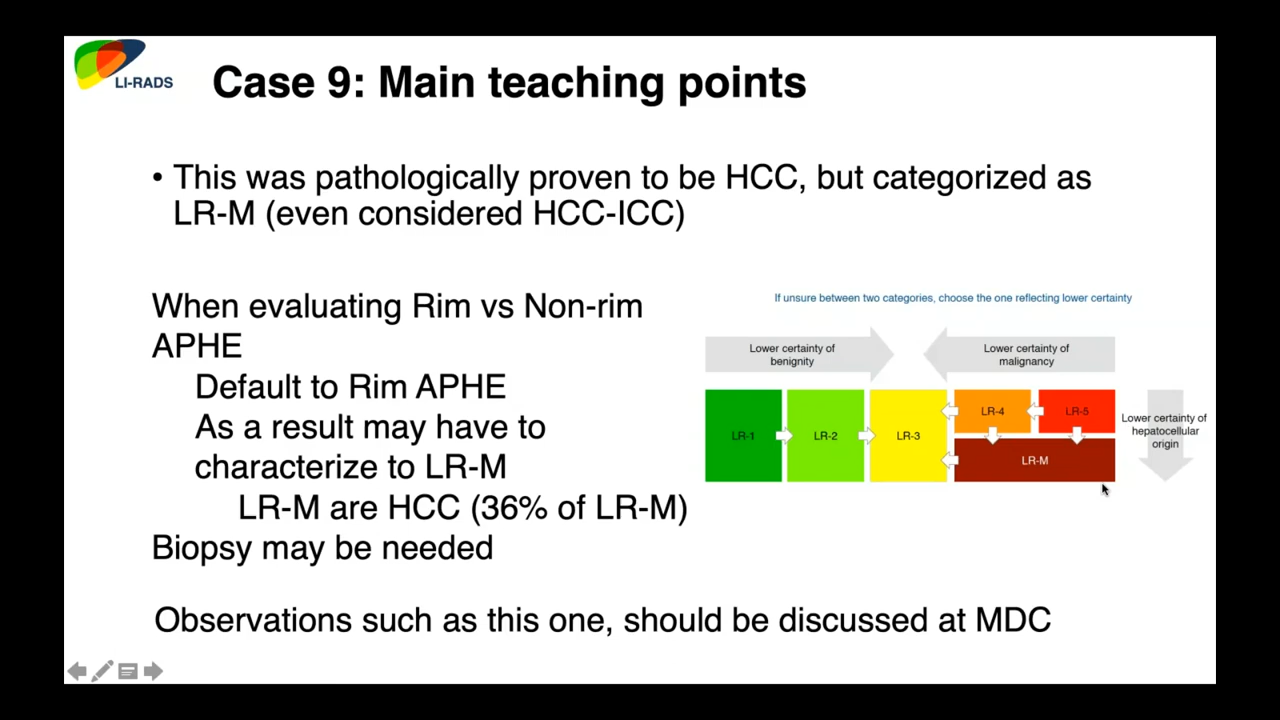 LI-RADS
Case 9: Main teaching points
• This was pathologically proven to be HCC, but categorized as
LR-M (even considered HCC-ICC)
When evaluating Rim vs Non-rim
APHE
Default to Rim APHE
As a result may have to
characterize to LR-M
LR-M are HCC (36% of LR-M)
Biopsy may be needed
If unsure between two categories, choose the one reflecting lower certainty
Lower certainty of
benignity
Lower certainty of
malignancy
LR-1
LR-2
LR-3
LR-4
LR-5
LR-M
Lower certainty of
hepatocellular
origin
Observations such as this one, should be discussed at MDC